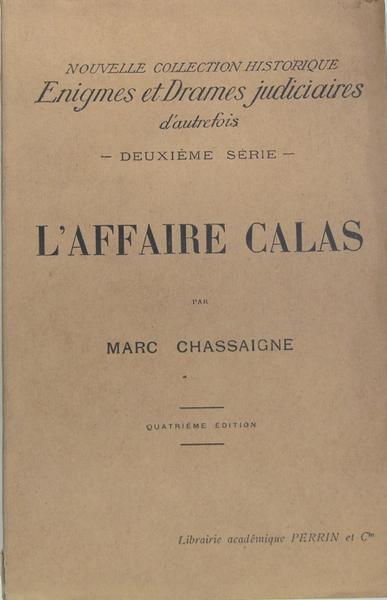 NOUVELLE COLLECTION HISTORIQUE
Enigmes et Drames judiciaires
d'autrefois
— DEUXIÈME SÉRIE —
L'AFFAIRE CALAS
PAR
MARC CHASSAIGNE
QUATRIÈME ÉDITION
Librairie académique PERRIN et Cie